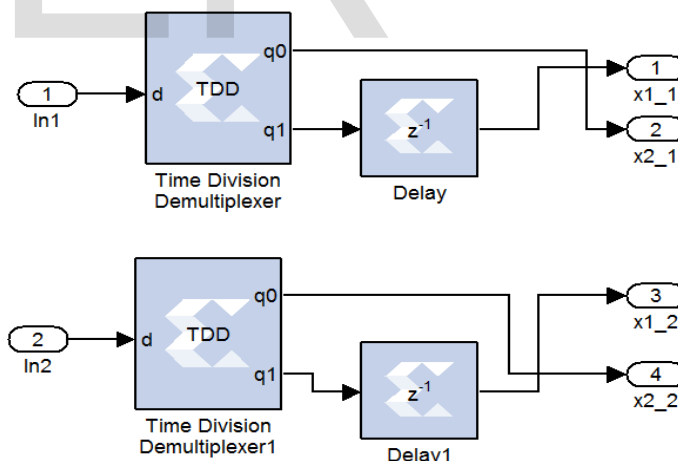 q0
1
d
TDD
1
In1
x1_1
q1
z-1
2
x2_1
Time Division
Demultiplexer
Delay
q0
3
2
d
TDD
x1_2
In2
q1
z-1
4
x2_2
Time Division
Demultiplexer1
Delay1